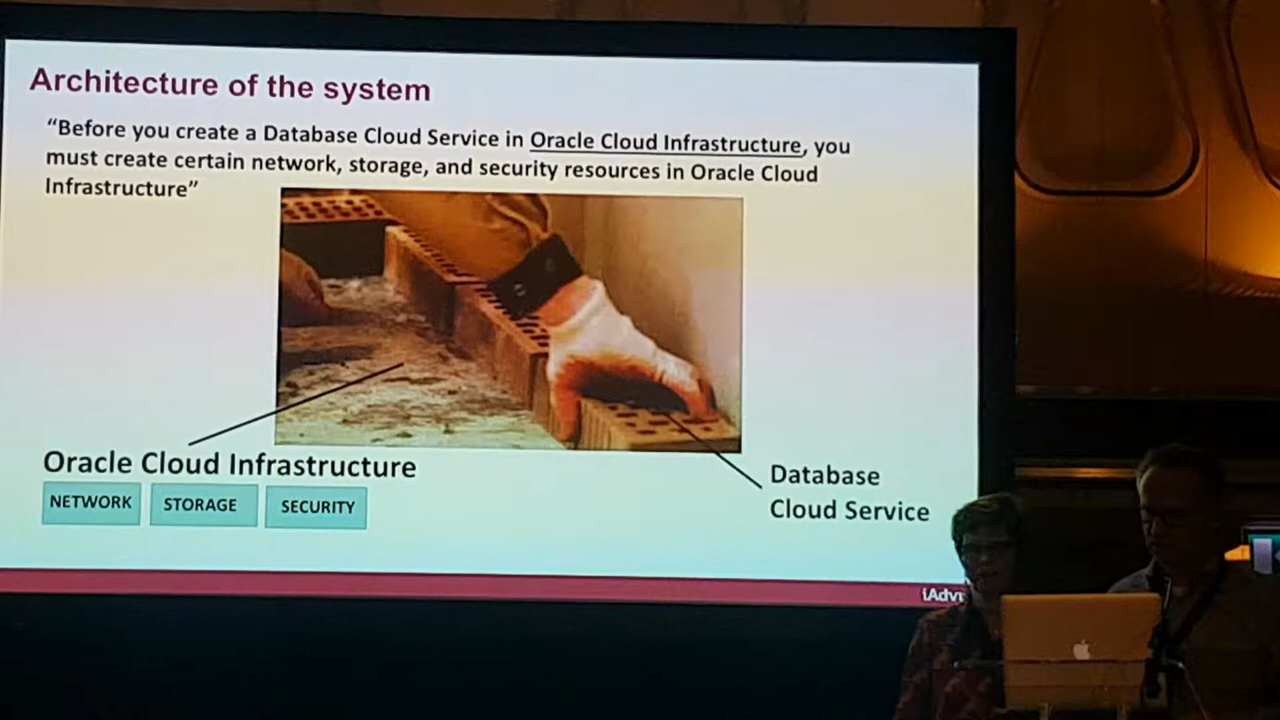 Architecture of the system
“Before you create a Database Cloud Service in Oracle Cloud Infrastructure, you
must create certain network, storage, and security resources in Oracle Cloud
Infrastructure”
Oracle Cloud Infrastructure
NETWORK STORAGE SECURITY
Database
Cloud Service